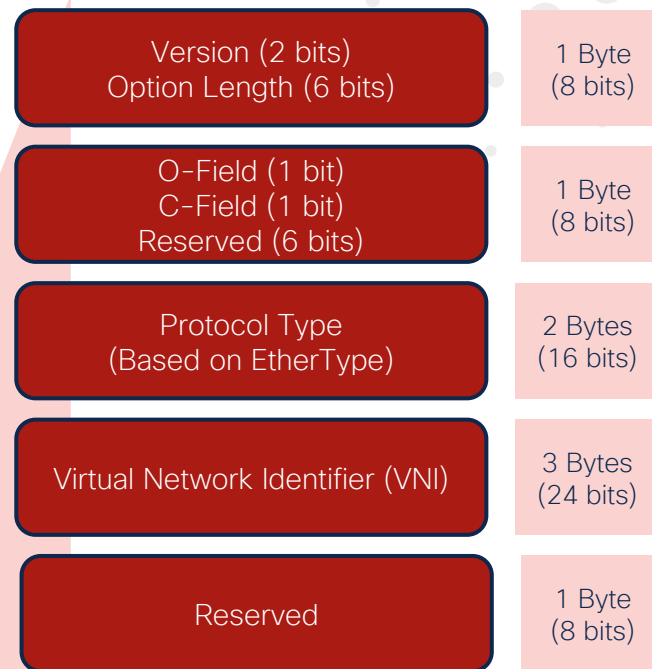 Version (2 bits)
Option Length (6 bits)
1 Byte
(8 bits)
O-Field (1 bit)
C-Field (1 bit)
Reserved (6 bits)
1 Byte
(8 bits)
Protocol Type
(Based on EtherType)
2 Bytes
(16 bits)
Virtual Network Identifier (VNI)
3 Bytes
(24 bits)
Reserved
1 Byte
(8 bits)